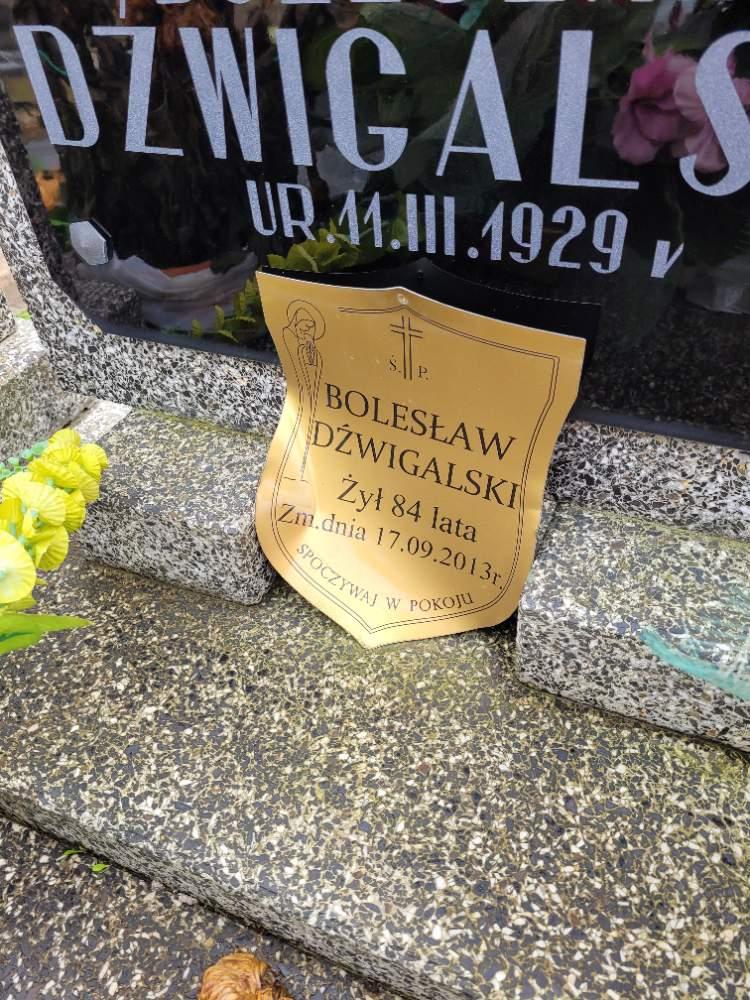 DZWIGALS
UR.11.III.1929
Ś. P.
BOLESŁAW
DŹWIGALSKI
Żył 84 lata
Zm.dnia 17.09.2013r.
SPOCZYWAJ W POKOJU